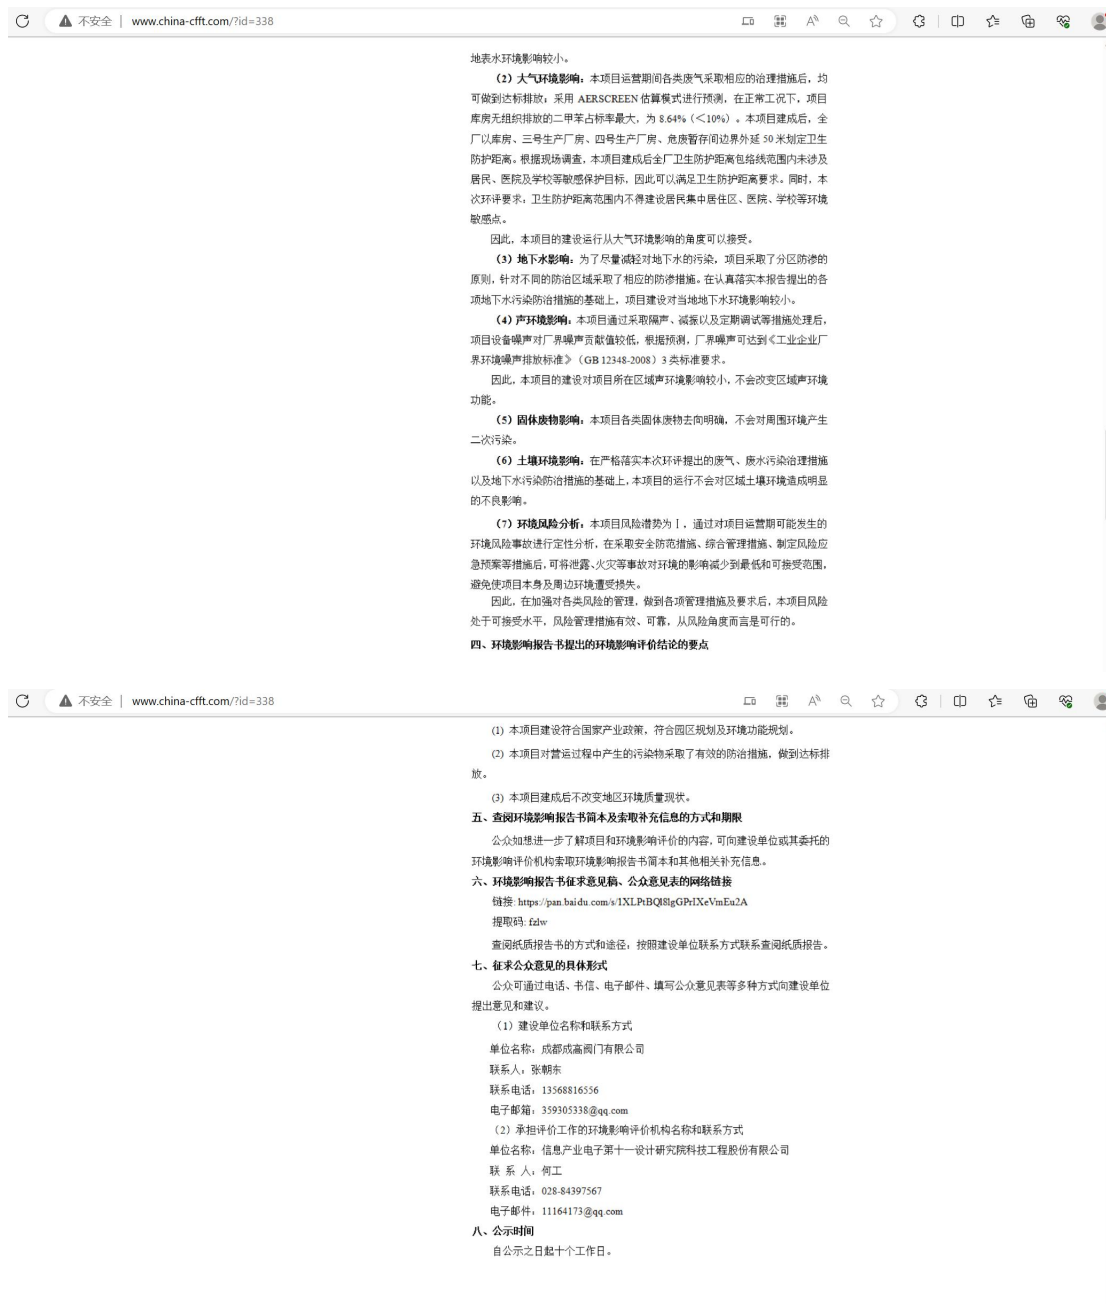 不安全 | www.china-cfft.com/?id=338
地表水环境影响较小。
（2）大气环境影响：本项目运营期间各类废气采取相应的治理措施后，均
可做到达标排放；采用 AERSCREEN 估算模式进行预测，在正常工况下，项目
库房无组织排放的二甲苯占标率最大，为 8.64%（＜10%）。本项目建成后，全
厂以库房、三号生产厂房、四号生产厂房、危废暂存间边界外延 50 米划定卫生
防护距离。根据现场调查，本项目建成后全厂卫生防护距离包络线范围内未涉及
居民、医院及学校等敏感保护目标，因此可以满足卫生防护距离要求。同时，本
次环评要求：卫生防护距离范围内不得建设居民集中居住区、医院、学校等环境
敏感点。
因此，本项目的建设运行从大气环境影响的角度可以接受。
（3）地下水影响：为了尽量减轻对地下水的污染，项目采取了分区防渗的
原则，针对不同的防治区域采取了相应的防渗措施。在认真落实本报告提出的各
项地下水污染防治措施的基础上，项目建设对当地地下水环境影响较小。
（4）声环境影响：本项目通过采取隔声、减振以及定期调试等措施处理后，
项目设备噪声对厂界噪声贡献值较低，根据预测，厂界噪声可达到《工业企业厂
界环境噪声排放标准》（GB 12348-2008）3 类标准要求。
因此，本项目的建设对项目所在区域声环境影响较小，不会改变区域声环境
功能。
（5）固体废物影响：本项目各类固体废物去向明确，不会对周围环境产生
二次污染。
（6）土壤环境影响：在严格落实本次环评提出的废气、废水污染治理措施
以及地下水污染防治措施的基础上，本项目的运行不会对区域土壤环境造成明显
的不良影响。
（7）环境风险分析：本项目风险潜势为Ⅰ，通过对项目运营期可能发生的
环境风险事故进行定性分析，在采取安全防范措施、综合管理措施、制定风险应
急预案等措施后，可将泄露、火灾等事故对环境的影响减少到最低和可接受范围，
避免使项目本身及周边环境遭受损失。
因此，在加强对各类风险的管理，做到各项管理措施及要求后，本项目风险
处于可接受水平，风险管理措施有效、可靠，从风险角度而言是可行的。
四、环境影响报告书提出的环境影响评价结论的要点
不安全 | www.china-cfft.com/?id=338
(1) 本项目建设符合国家产业政策，符合园区规划及环境功能规划。
(2) 本项目对营运过程中产生的污染物采取了有效的防治措施，做到达标排
放。
(3) 本项目建成后不改变地区环境质量现状。
五、查阅环境影响报告书简本及索取补充信息的方式和期限
公众如想进一步了解项目和环境影响评价的内容，可向建设单位或其委托的
环境影响评价机构索取环境影响报告书简本和其他相关补充信息。
六、环境影响报告书征求意见稿、公众意见表的网络链接
链接: https://pan.baidu.com/s/1XLPtBQl8lgGPrIXeVmEu2A
提取码: fzlw
查阅纸质报告书的方式和途径：按照建设单位联系方式联系查阅纸质报告。
七、征求公众意见的具体形式
公众可通过电话、书信、电子邮件、填写公众意见表等多种方式向建设单位
提出意见和建议。
（1）建设单位名称和联系方式
单位名称：成都成高阀门有限公司
联系人：张朝东
联系电话：13568816556
电子邮箱：359305338@qq.com
（2）承担评价工作的环境影响评价机构名称和联系方式
单位名称：信息产业电子第十一设计研究院科技工程股份有限公司
联 系 人：何工
联系电话：028-84397567
电子邮件：11164173@qq.com
八、公示时间
自公示之日起十个工作日。